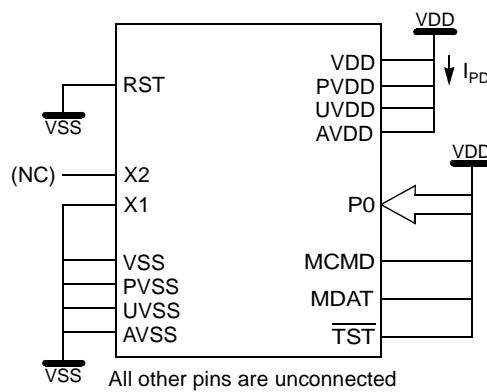 VDD
VDD
RST
PVDD
I_PD
UVDD
VSS
AVDD
VDD
(NC)
X2
X1
P0
VSS
MCMD
PVSS
MDAT
UVSS
AVSS
TST
VSS
All other pins are unconnected